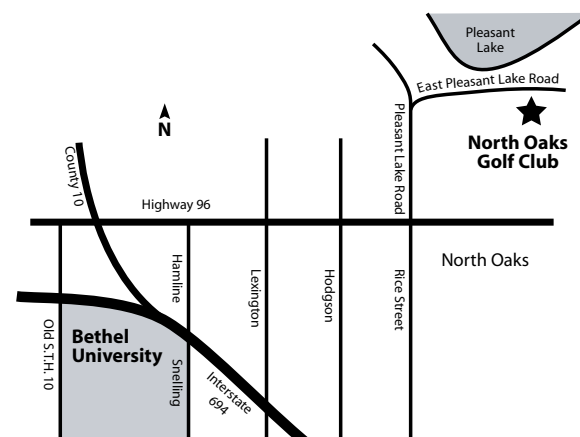 Pleasant
Lake
East Pleasant Lake Road
North Oaks
Golf Club
Pleasant Lake Road
N
County 10
Highway 96
North Oaks
Hamline
Lexington
Hodgson
Rice Street
Old S.T.H. 10
Bethel
University
Snelling
Interstate
694